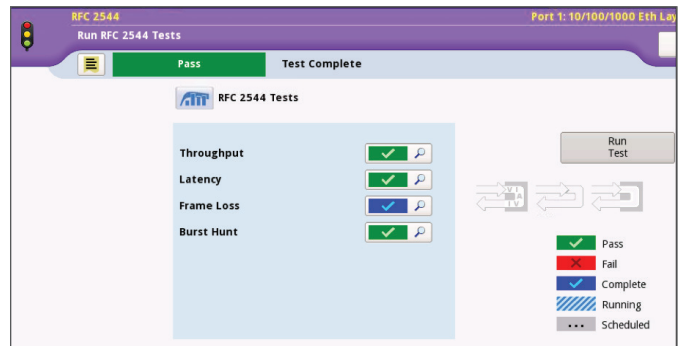 RFC 2544
Port 1: 10/100/1000 Eth Lay
Run RFC 2544 Tests
Pass
Test Complete
RFC 2544 Tests
Throughput
Latency
Frame Loss
Burst Hunt
Run
Test
Pass
Fail
Complete
Running
Scheduled